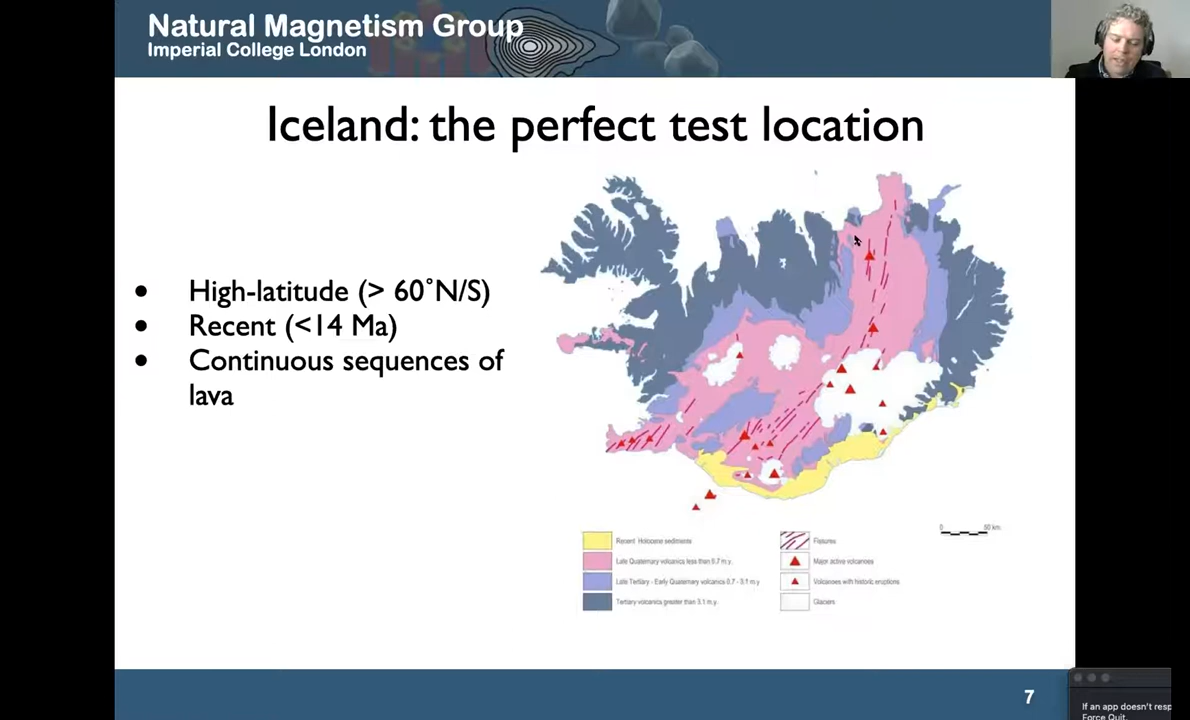 Natural Magnetism Group
Imperial College London
Iceland: the perfect test location
● High-latitude (> 60˚N/S)
● Recent (<14 Ma)
● Continuous sequences of
lava
0 50 km
Recent Holocene sediments
Late Quaternary volcanics less than 0.7 m.y.
Late Tertiary - Early Quaternary volcanics 0.7 - 3.1 m.y
Tertiary volcanics greater than 3.1 m.y.
Fissures
Major active volcanoes
Volcanoes with historic eruptions
Glaciers
7
If an app doesn't resp
Force Quit.